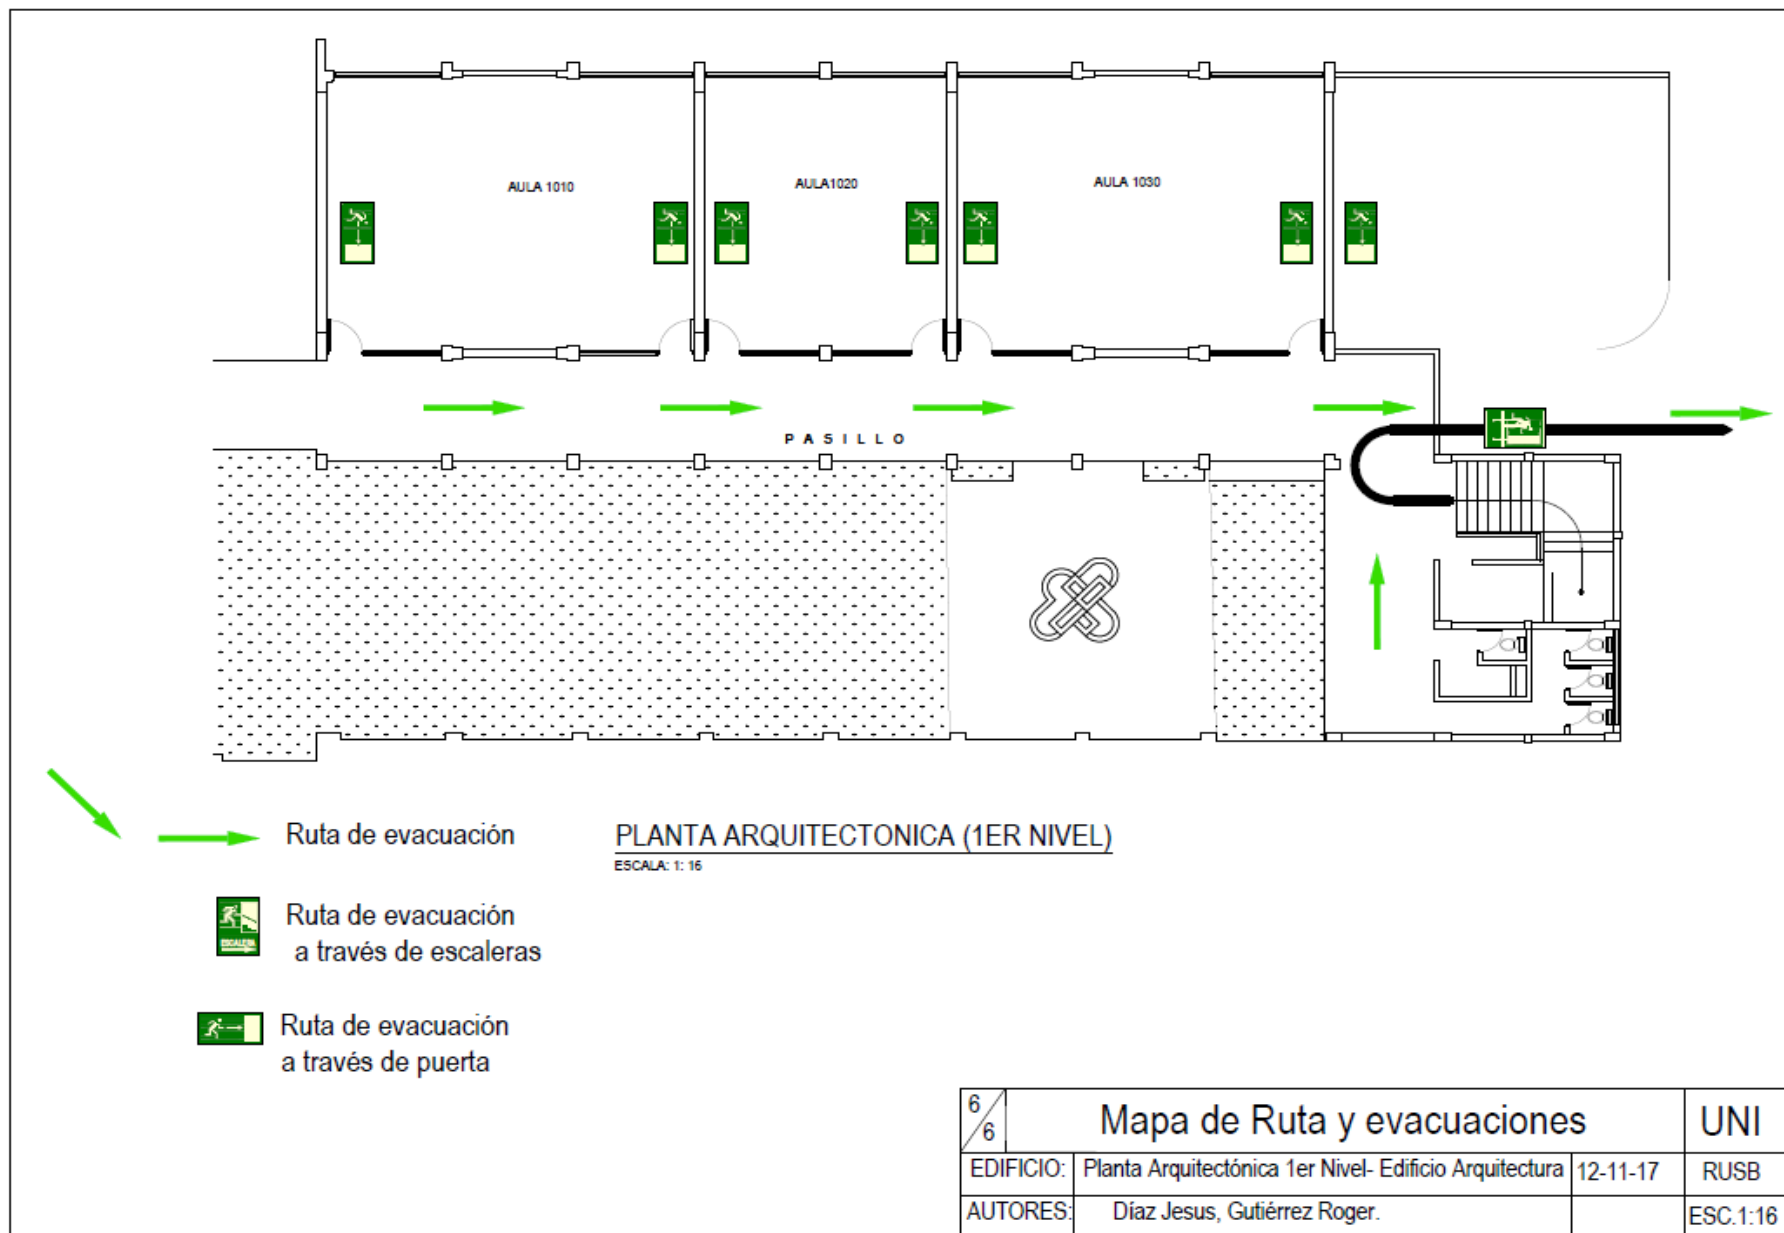 AULA 1010
AULA1020
AULA 1030
PASILLO
Ruta de evacuación
PLANTA ARQUITECTONICA (1ER NIVEL)
ESCALA: 1: 16
ESCALERA
Ruta de evacuación
a través de escaleras
Ruta de evacuación
a través de puerta
6/6
Mapa de Ruta y evacuaciones
UNI
EDIFICIO:
Planta Arquitectónica 1er Nivel- Edificio Arquitectura
12-11-17
RUSB
AUTORES:
Díaz Jesus, Gutiérrez Roger.
ESC.1:16